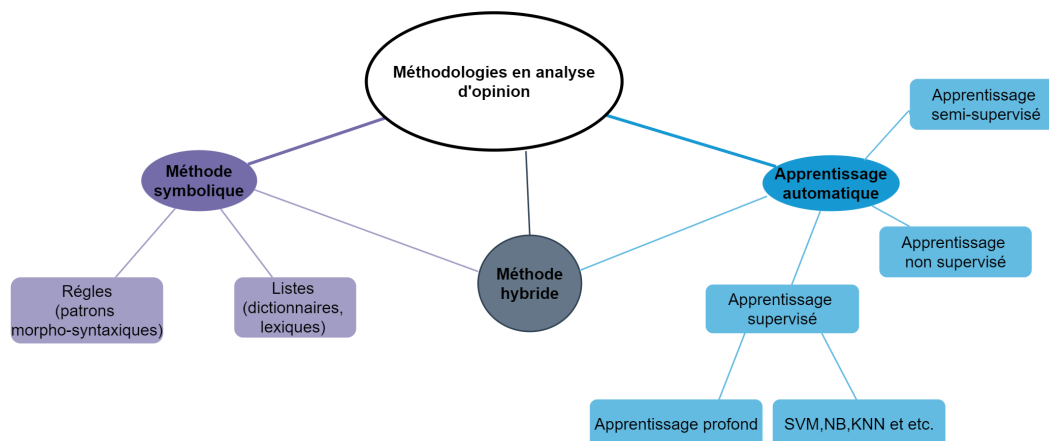 Méthodologies en analyse
d'opinion
Apprentissage
semi-supervisé
Méthode
symbolique
Apprentissage
automatique
Apprentissage
non supervisé
Méthode
hybride
Régles
(patrons
morpho-syntaxiques)
Listes
(dictionnaires,
lexiques)
Apprentissage
supervisé
Apprentissage profond
SVM,NB,KNN et etc.